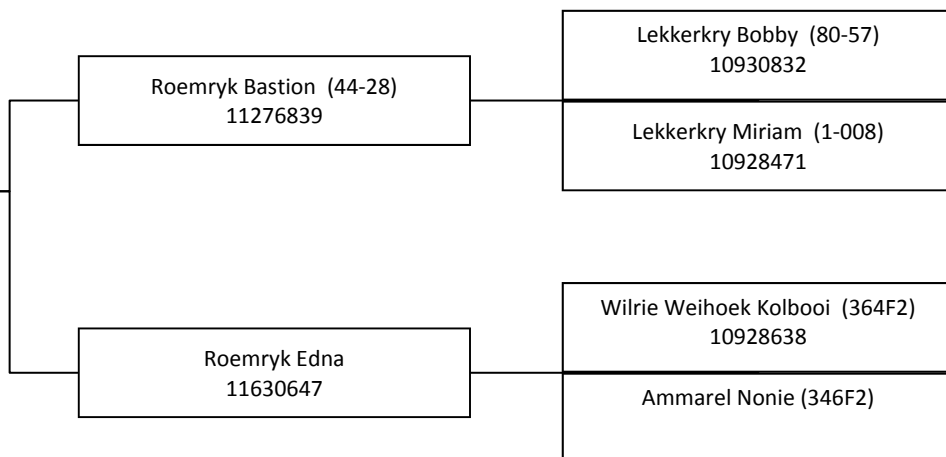 Lekkerkry Bobby (80-57)
10930832
Roemryk Bastion (44-28)
11276839
Lekkerkry Miriam (1-008)
10928471
Wilrie Weihoek Kolbooi (364F2)
10928638
Roemryk Edna
11630647
Ammarel Nonie (346F2)